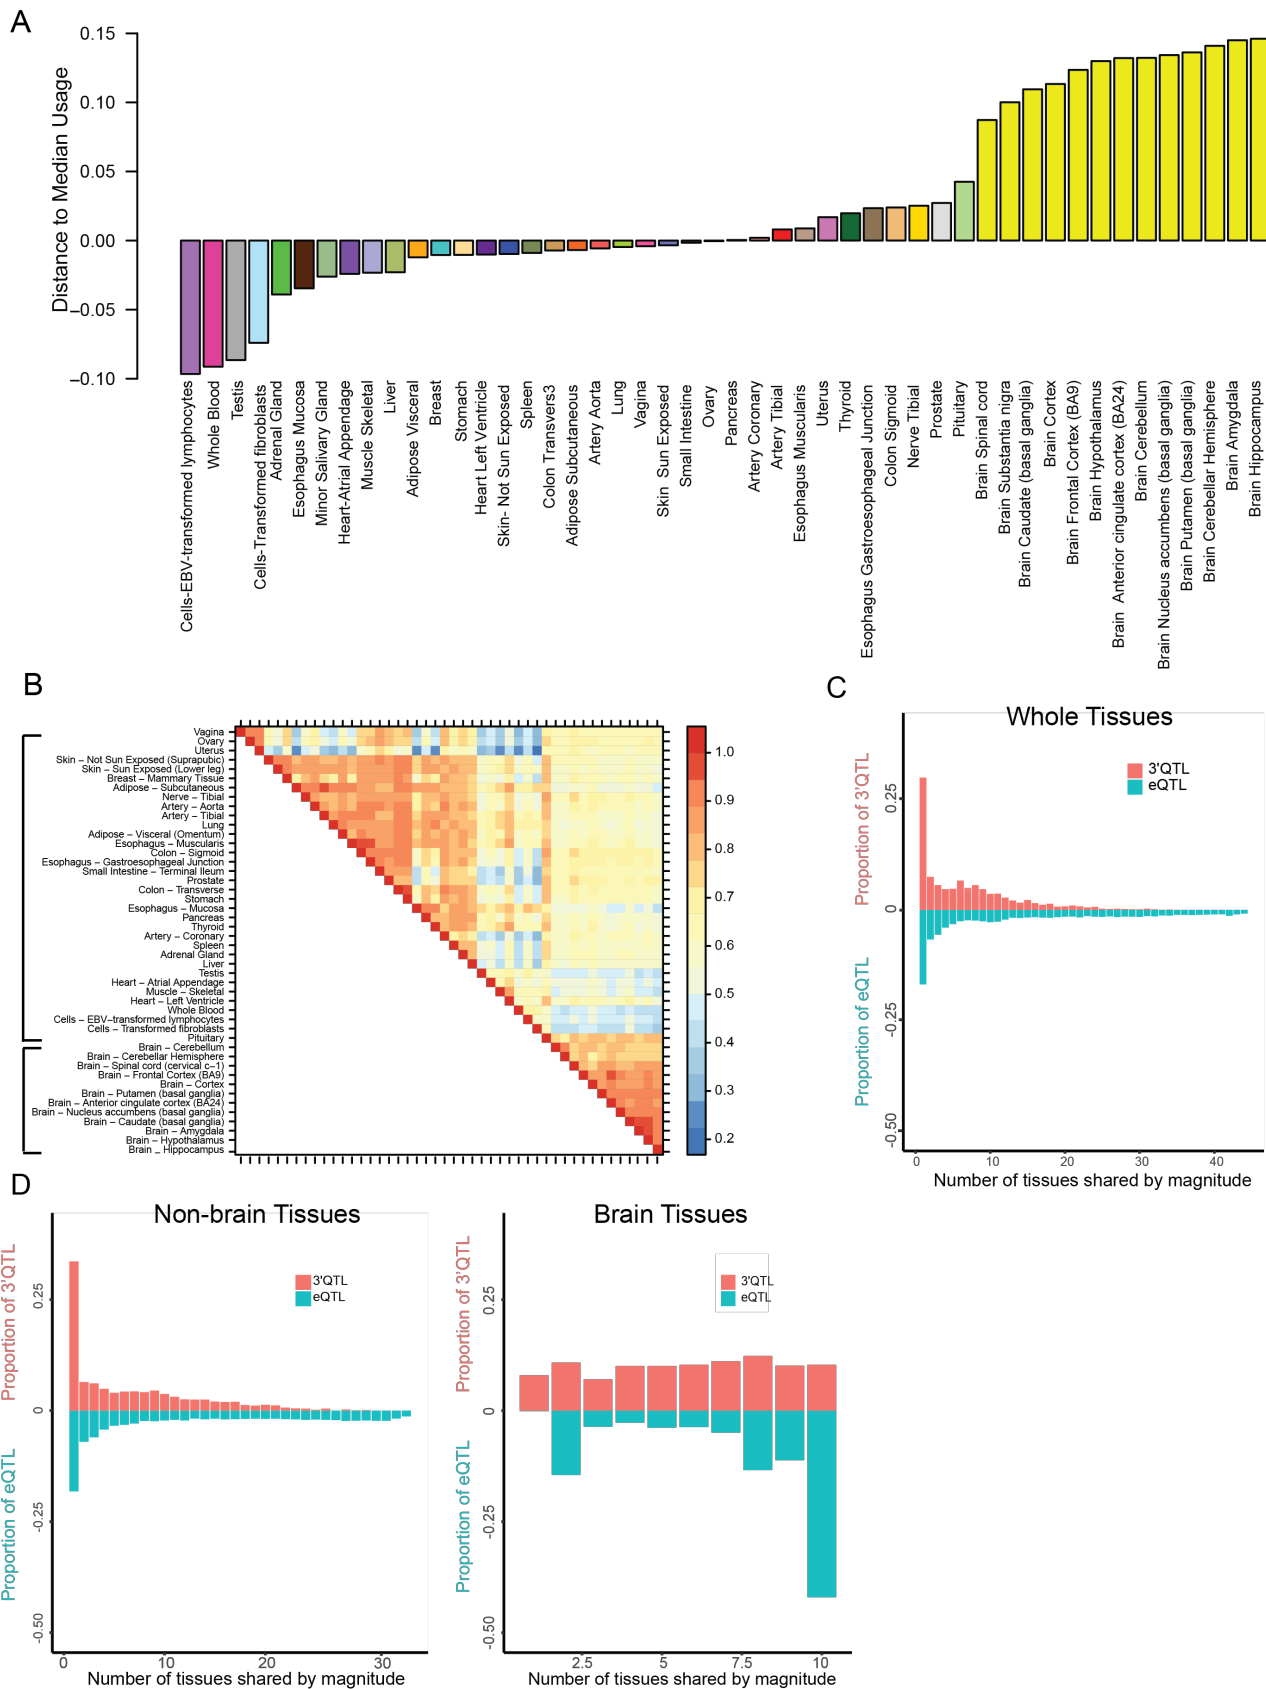 A
0.15
0.10
0.05
0.00
−0.05
−0.10
Distance to Median Usage
Cells-EBV-transformed lymphocytes
Whole Blood
Testis
Cells-Transformed fibroblasts
Adrenal Gland
Esophagus Mucosa
Minor Salivary Gland
Heart-Atrial Appendage
Muscle Skeletal
Liver
Adipose Visceral
Breast
Stomach
Heart Left Ventricle
Skin- Not Sun Exposed
Spleen
Colon Transvers3
Adipose Subcutaneous
Artery Aorta
Lung
Vagina
Skin Sun Exposed
Small Intestine
Ovary
Pancreas
Artery Coronary
Artery Tibial
Esophagus Muscularis
Uterus
Thyroid
Esophagus Gastroesophageal Junction
Colon Sigmoid
Nerve Tibial
Prostate
Pituitary
Brain Spinal cord
Brain Substantia nigra
Brain Caudate (basal ganglia)
Brain Cortex
Brain Frontal Cortex (BA9)
Brain Hypothalamus
Brain Anterior cingulate cortex (BA24)
Brain Cerebellum
Brain Nucleus accumbens (basal ganglia)
Brain Putamen (basal ganglia)
Brain Cerebellar Hemisphere
Brain Amygdala
Brain Hippocampus
B
Vagina
Ovary
Uterus
Skin – Not Sun Exposed (Suprapubic)
Skin – Sun Exposed (Lower leg)
Breast – Mammary Tissue
Adipose – Subcutaneous
Nerve – Tibial
Artery – Aorta
Artery – Tibial
Lung
Adipose – Visceral (Omentum)
Esophagus – Muscularis
Colon – Sigmoid
Esophagus – Gastroesophageal Junction
Small Intestine – Terminal Ileum
Prostate
Colon – Transverse
Stomach
Esophagus – Mucosa
Pancreas
Thyroid
Artery – Coronary
Spleen
Adrenal Gland
Liver
Testis
Heart – Atrial Appendage
Muscle – Skeletal
Heart – Left Ventricle
Whole Blood
Cells – EBV–transformed lymphocytes
Cells – Transformed fibroblasts
Pituitary
Brain – Cerebellum
Brain – Cerebellar Hemisphere
Brain – Spinal cord (cervical c–1)
Brain – Frontal Cortex (BA9)
Brain – Cortex
Brain – Putamen (basal ganglia)
Brain – Anterior cingulate cortex (BA24)
Brain – Nucleus accumbens (basal ganglia)
Brain – Caudate (basal ganglia)
Brain – Amygdala
Brain – Hypothalamus
Brain _ Hippocampus
1.0
0.9
0.8
0.7
0.6
0.5
0.4
0.3
0.2
C
Whole Tissues
3'QTL
eQTL
Proportion of 3'QTL
Proportion of eQTL
0.25
0
-0.25
-0.50
0 10 20 30 40
Number of tissues shared by magnitude
D
Non-brain Tissues
3'QTL
eQTL
Proportion of 3'QTL
Proportion of eQTL
0.25
0
-0.25
-0.50
0 10 20 30
Number of tissues shared by magnitude
Brain Tissues
3'QTL
eQTL
Proportion of 3'QTL
Proportion of eQTL
0.25
0
-0.25
-0.50
2.5 5 7.5 10
Number of tissues shared by magnitude